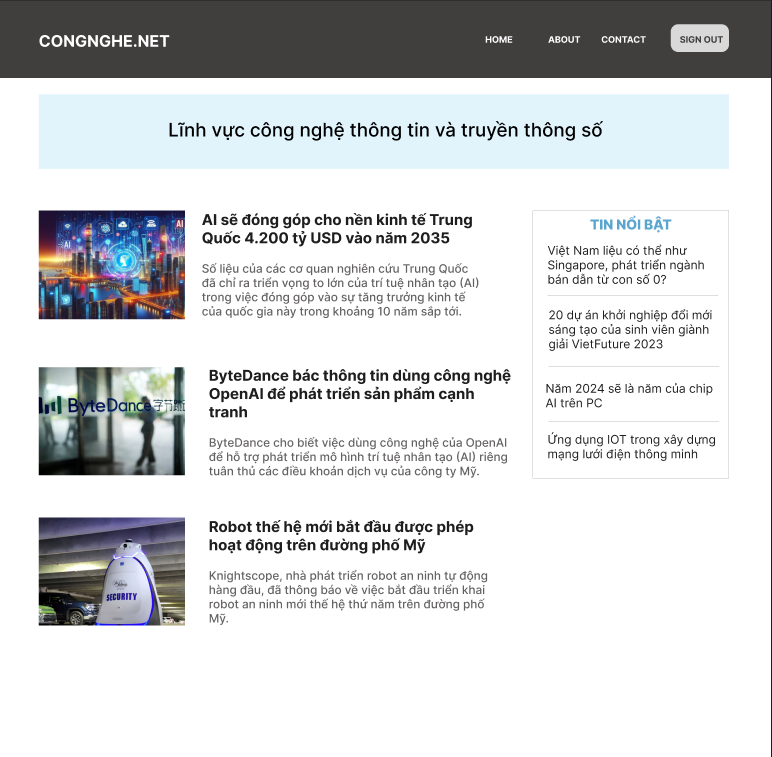 CONGNGHE.NET
HOME ABOUT CONTACT SIGN OUT
Lĩnh vực công nghệ thông tin và truyền thông số
AI
AI
AI sẽ đóng góp cho nền kinh tế Trung
Quốc 4.200 tỷ USD vào năm 2035
Số liệu của các cơ quan nghiên cứu Trung Quốc
đã chỉ ra triển vọng to lớn của trí tuệ nhân tạo (AI)
trong việc đóng góp vào sự tăng trưởng kinh tế
của quốc gia này trong khoảng 10 năm sắp tới.
ByteDance字节跳动
ByteDance bác thông tin dùng công nghệ
OpenAI để phát triển sản phẩm cạnh
tranh
ByteDance cho biết việc dùng công nghệ của OpenAI
để hỗ trợ phát triển mô hình trí tuệ nhân tạo (AI) riêng
tuân thủ các điều khoản dịch vụ của công ty Mỹ.
SECURITY
Robot thế hệ mới bắt đầu được phép
hoạt động trên đường phố Mỹ
Knightscope, nhà phát triển robot an ninh tự động
hàng đầu, đã thông báo về việc bắt đầu triển khai
robot an ninh mới thế hệ thứ năm trên đường phố
Mỹ.
TIN NỔI BẬT
Việt Nam liệu có thể như
Singapore, phát triển ngành
bán dẫn từ con số 0?
20 dự án khởi nghiệp đổi mới
sáng tạo của sinh viên giành
giải VietFuture 2023
Năm 2024 sẽ là năm của chip
AI trên PC
Ứng dụng IOT trong xây dựng
mạng lưới điện thông minh